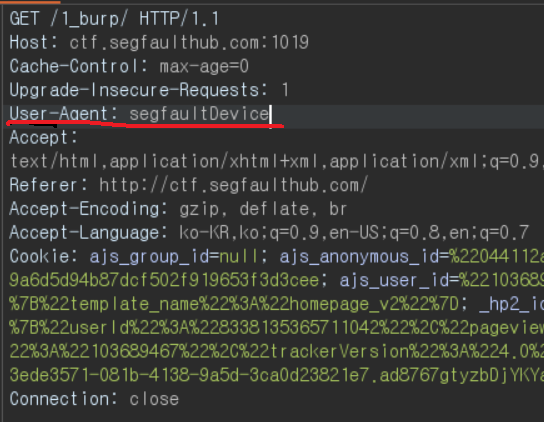 GET /1_burp/ HTTP/1.1
Host: ctf.segfaulthub.com:1019
Cache-Control: max-age=0
Upgrade-Insecure-Requests: 1
User-Agent: segfaultDevice
Accept:
text/html,application/xhtml+xml,application/xml;q=0.9,
Referer: http://ctf.segfaulthub.com/
Accept-Encoding: gzip, deflate, br
Accept-Language: ko-KR,ko;q=0.9,en-US;q=0.8,en;q=0.7
Cookie: ajs_group_id=null; ajs_anonymous_id=%22044112a
9a6d5d94b87dcf502f919653f3d3cee; ajs_user_id=%22103689
%7B%22template_name%22%3A%22homepage_v2%22%7D; _hp2_id
%7B%22userId%22%3A%228338135365711042%22%2C%22pageview
22%3A%22103689467%22%2C%22trackerVersion%22%3A%224.0%2
3ede3571-081b-4138-9a5d-3ca0d23821e7.ad8767gtyzbDjYKYa
Connection: close